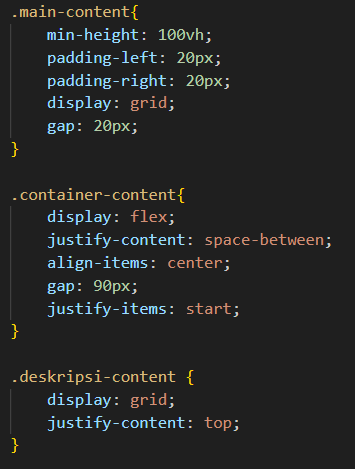 .main-content{
    min-height: 100vh;
    padding-left: 20px;
    padding-right: 20px;
    display: grid;
    gap: 20px;
}

.container-content{
    display: flex;
    justify-content: space-between;
    align-items: center;
    gap: 90px;
    justify-items: start;
}

.deskripsi-content {
    display: grid;
    justify-content: top;
}